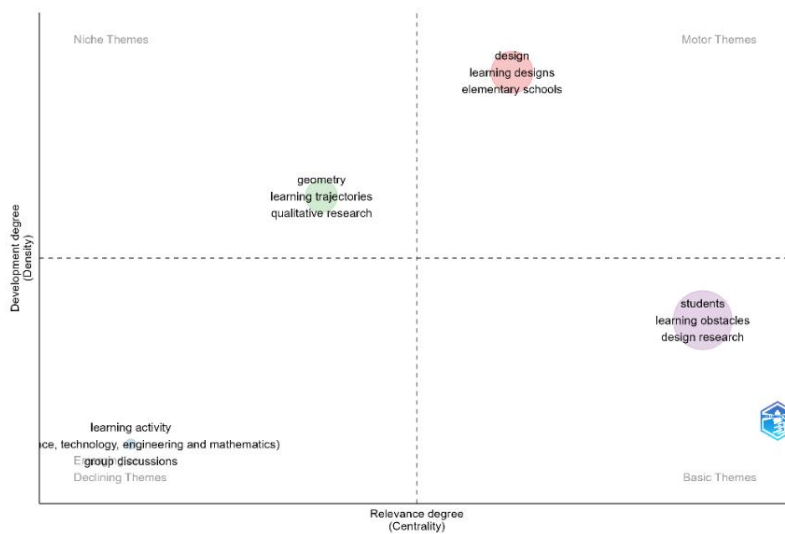 Niche Themes
Motor Themes
design
learning designs
elementary schools
geometry
learning trajectories
qualitative research
Development degree
(Density)
students
learning obstacles
design research
learning activity
ce, technology, engineering and mathematics)
group discussions
Declining Themes
Basic Themes
Relevance degree
(Centrality)